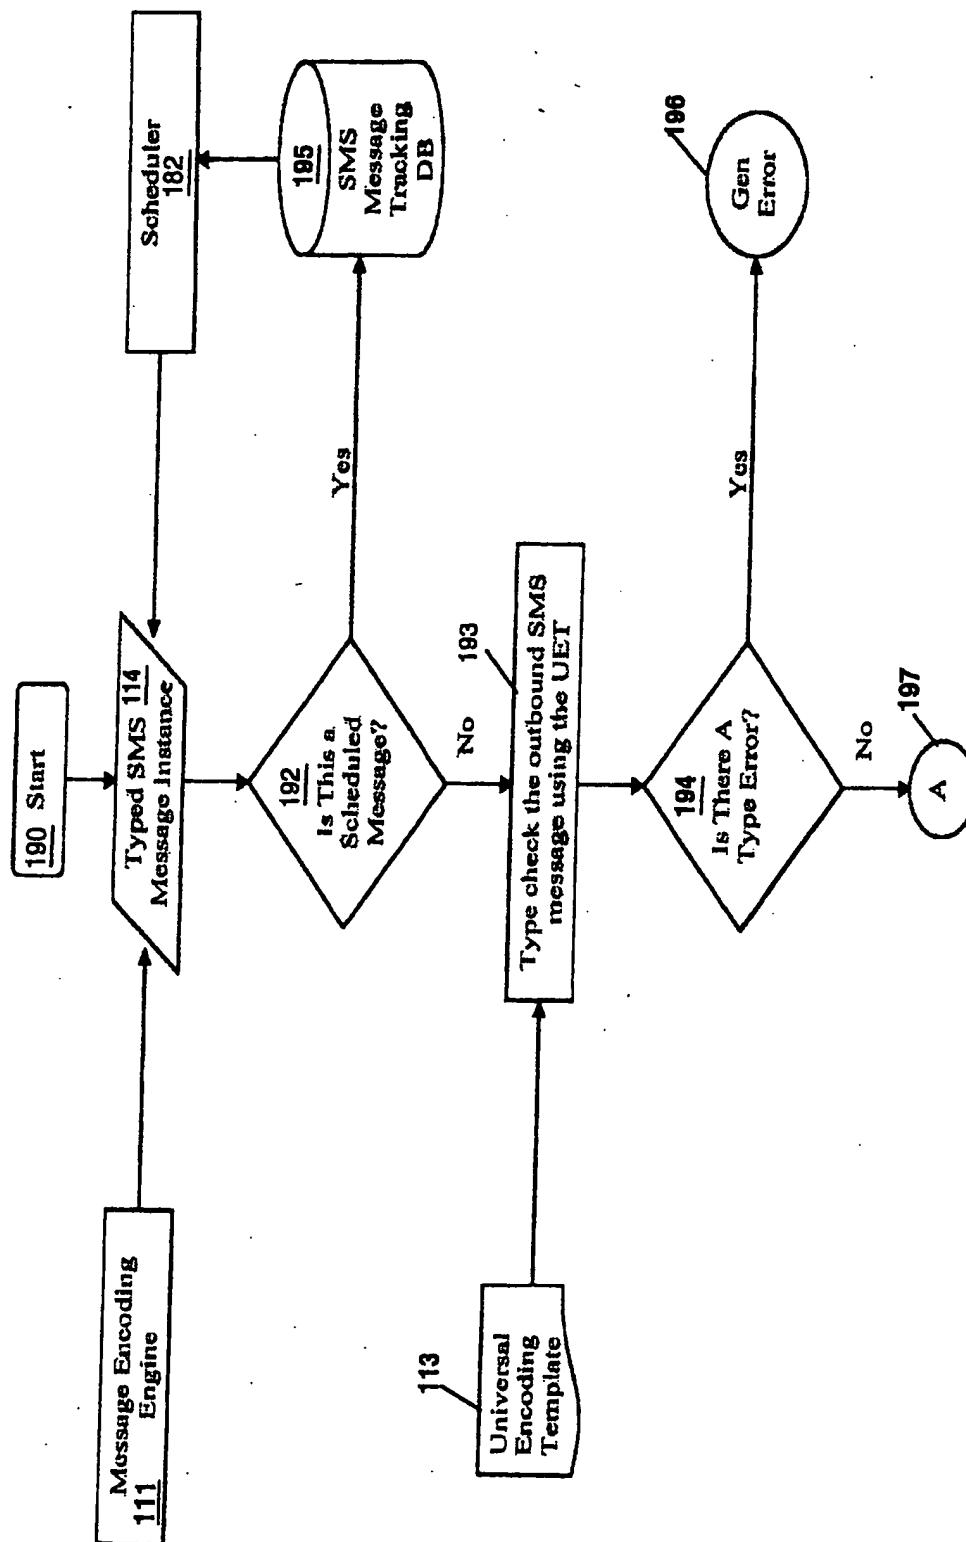 190 Start
Message Encoding
Engine
111
Typed SMS 114
Message Instance
Scheduler
182
192
Is This a
Scheduled
Message?
Yes
195
SMS
Message
Tracking
DB
No
113
Universal
Encoding
Template
193
Type check the outbound SMS
message using the UET
194
Is There A
Type Error?
Yes
196
Gen
Error
No
197
A